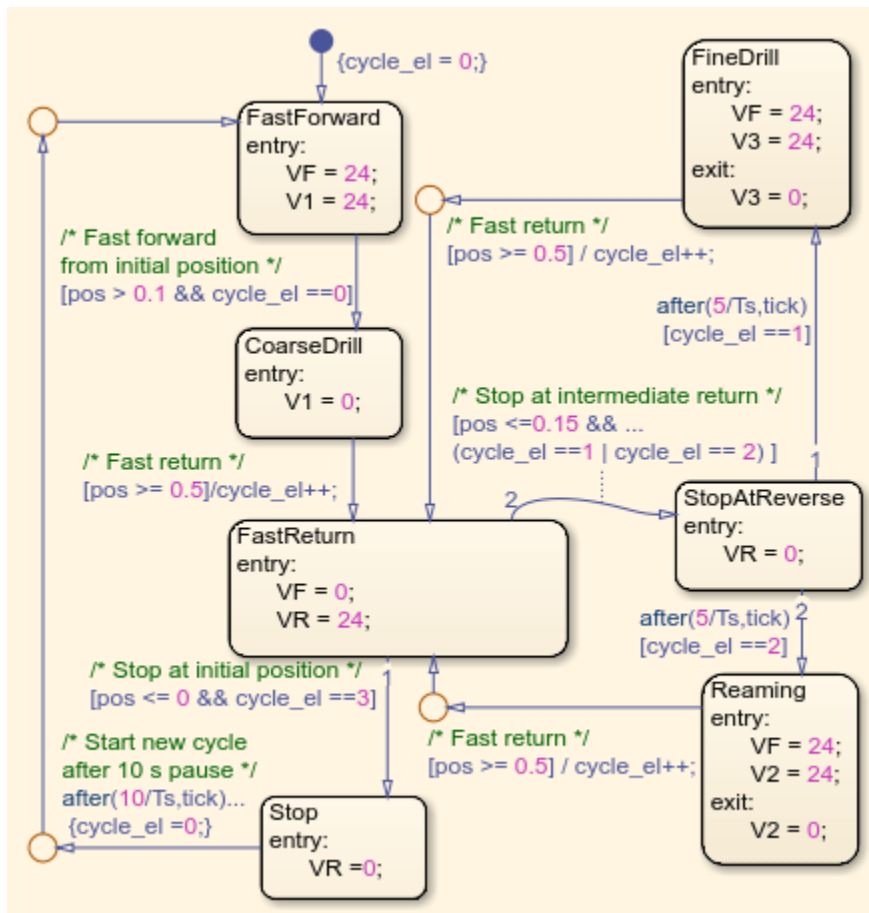 {cycle_el = 0;}
FastForward
entry:
VF = 24;
V1 = 24;
/* Fast forward
from initial position */
[pos > 0.1 && cycle_el ==0]
CoarseDrill
entry:
V1 = 0;
/* Fast return */
[pos >= 0.5]/cycle_el++;
FineDrill
entry:
VF = 24;
V3 = 24;
exit:
V3 = 0;
/* Fast return */
[pos >= 0.5] / cycle_el++;
after(5/Ts,tick)
[cycle_el ==1]
1
/* Stop at intermediate return */
[pos <=0.15 && ...
(cycle_el ==1 | cycle_el == 2) ]
2
FastReturn
entry:
VF = 0;
VR = 24;
StopAtReverse
entry:
VR = 0;
2
after(5/Ts,tick)
[cycle_el ==2]
/* Stop at initial position */
1
[pos <= 0 && cycle_el ==3]
Reaming
entry:
VF = 24;
V2 = 24;
exit:
V2 = 0;
/* Fast return */
[pos >= 0.5] / cycle_el++;
/* Start new cycle
after 10 s pause */
after(10/Ts,tick)...
{cycle_el =0;}
Stop
entry:
VR =0;